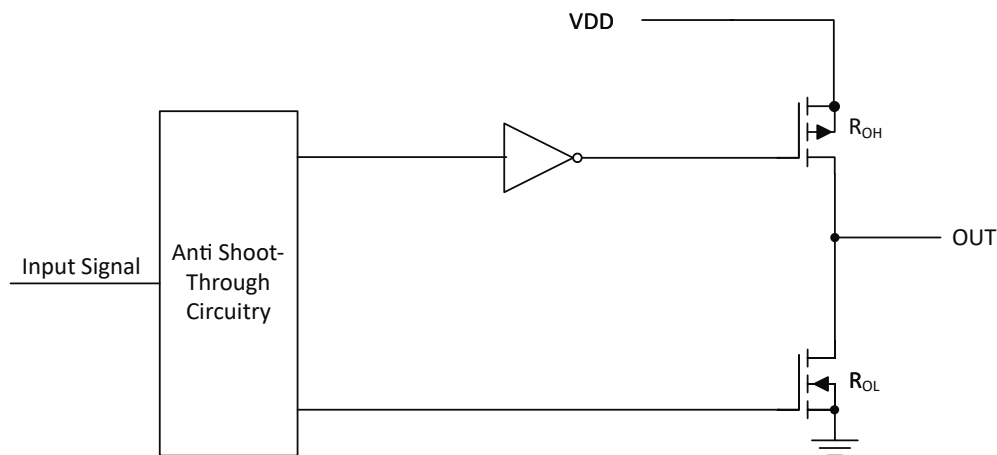 VDD
R_OH
Input Signal
Anti Shoot-
Through
Circuitry
OUT
R_OL